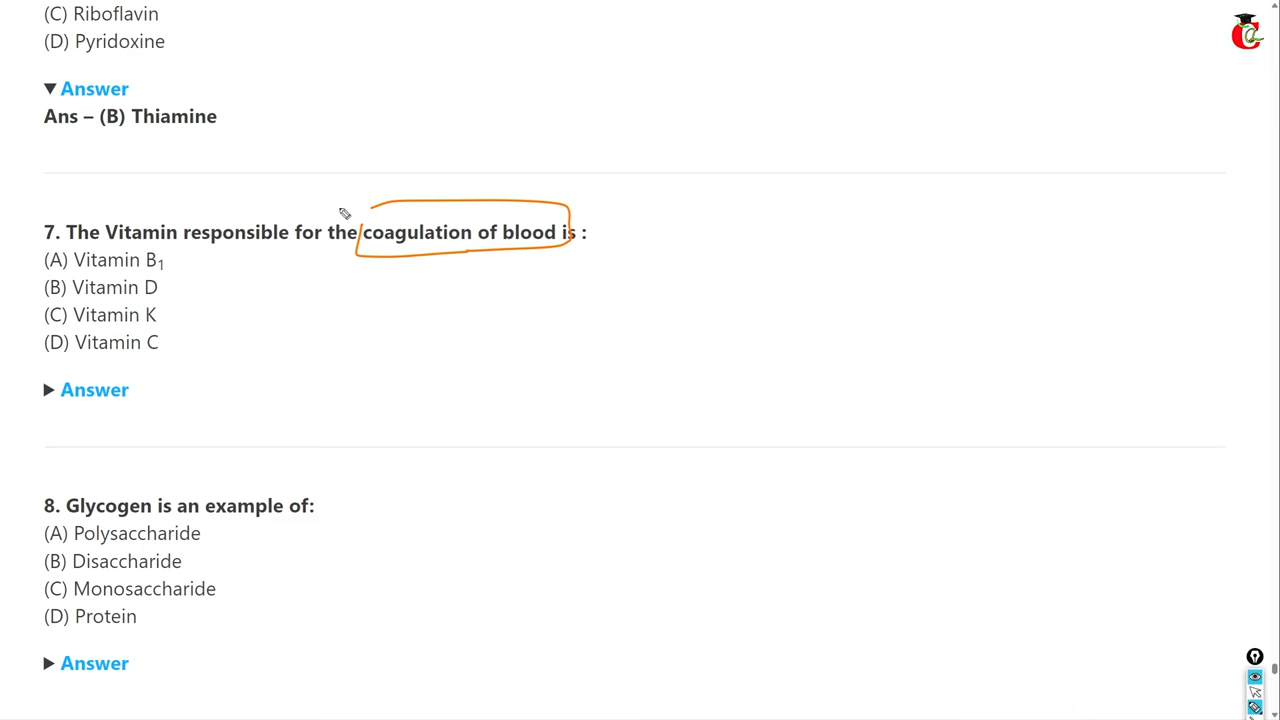 (C) Riboflavin
(D) Pyridoxine
▼ Answer
Ans – (B) Thiamine
7. The Vitamin responsible for the coagulation of blood is :
(A) Vitamin B₁
(B) Vitamin D
(C) Vitamin K
(D) Vitamin C
▶ Answer
8. Glycogen is an example of:
(A) Polysaccharide
(B) Disaccharide
(C) Monosaccharide
(D) Protein
▶ Answer